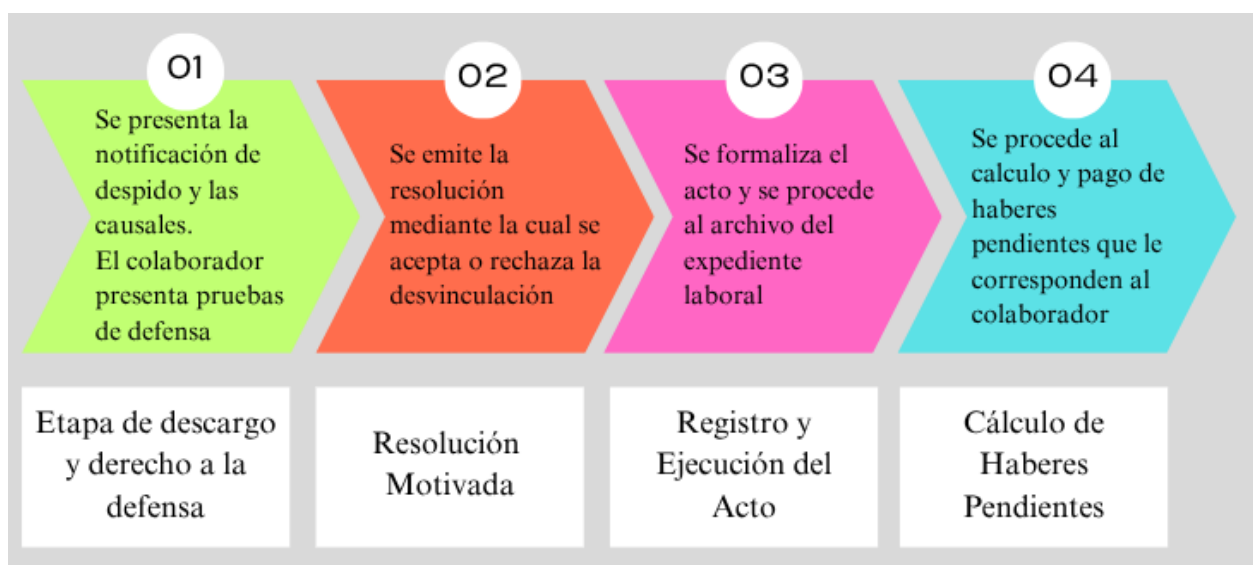 01
Se presenta la
notificación de
despido y las
causales.
El colaborador
presenta pruebas
de defensa
02
Se emite la
resolución
mediante la cual se
acepta o rechaza la
desvinculación
03
Se formaliza el
acto y se procede
al archivo del
expediente
laboral
04
Se procede al
calculo y pago de
haberes
pendientes que le
corresponden al
colaborador
Etapa de descargo
y derecho a la
defensa
Resolución
Motivada
Registro y
Ejecución del
Acto
Cálculo de
Haberes
Pendientes